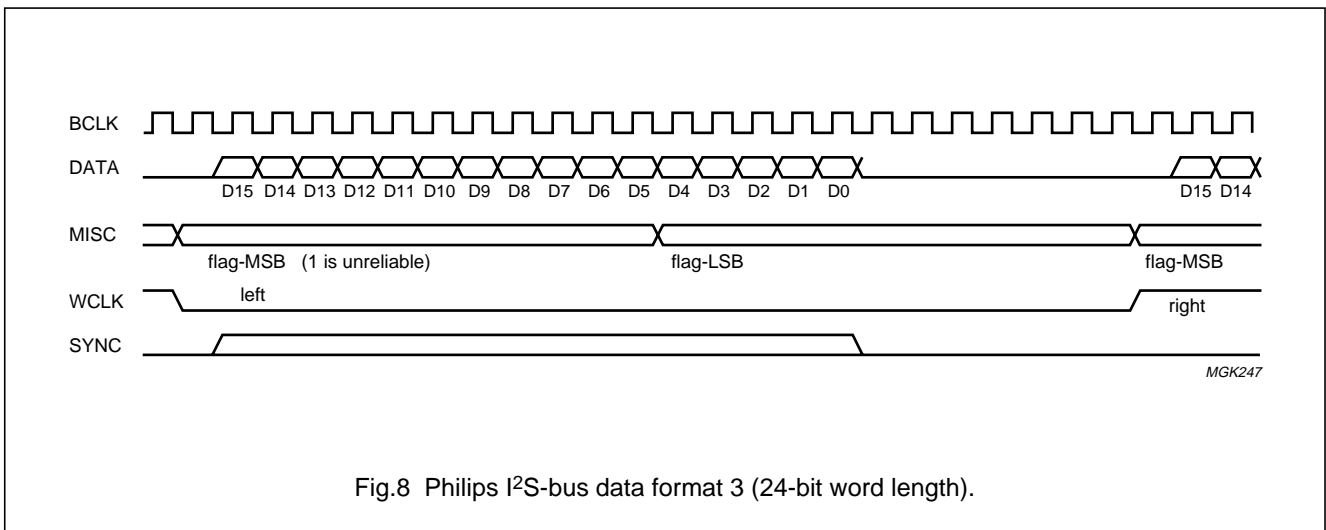 BCLK
DATA
D15 D14 D13 D12 D11 D10 D9 D8 D7 D6 D5 D4 D3 D2 D1 D0 D15 D14
MISC
flag-MSB (1 is unreliable) flag-LSB flag-MSB
WCLK left right
SYNC
MGK247
Fig.8 Philips I²S-bus data format 3 (24-bit word length).